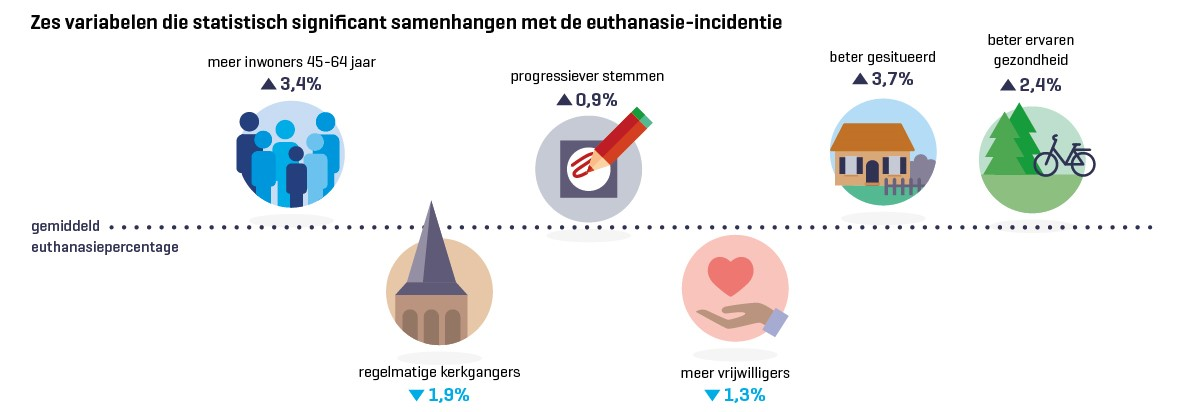 Zes variabelen die statistisch significant samenhangen met de euthanasie-incidentie
meer inwoners 45-64 jaar
▲ 3,4%
progressiever stemmen
▲ 0,9%
beter gesitueerd
▲ 3,7%
beter ervaren
gezondheid
▲ 2,4%
gemiddeld
euthanasiepercentage
regelmatige kerkgangers
▼ 1,9%
meer vrijwilligers
▼ 1,3%